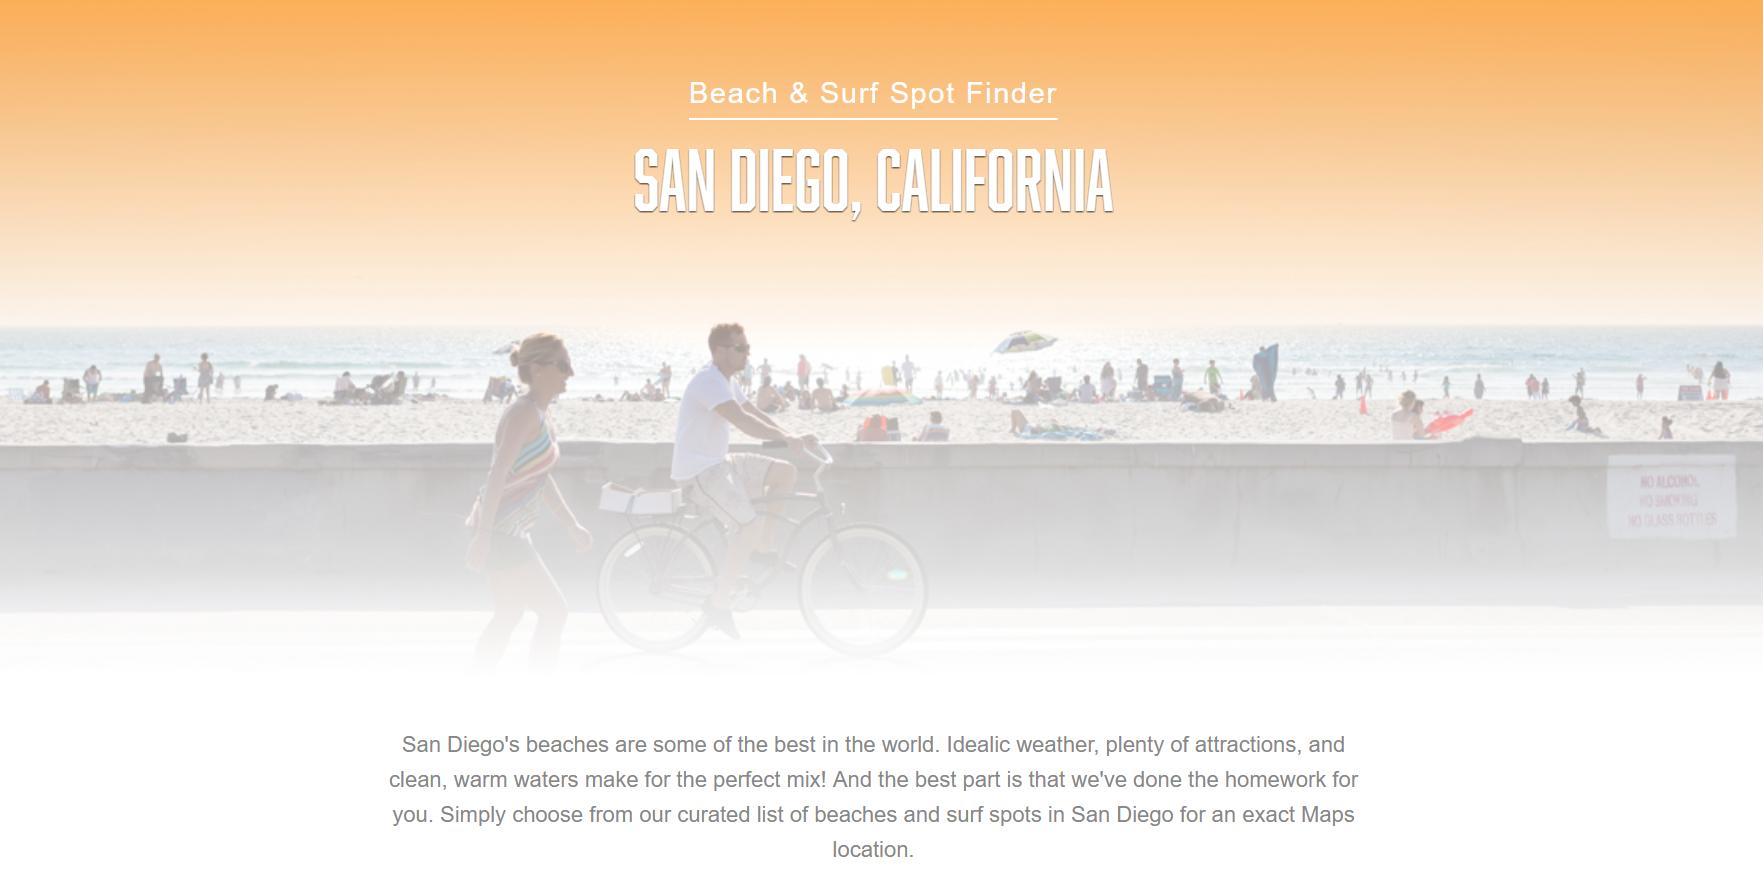 Beach & Surf Spot Finder
SAN DIEGO, CALIFORNIA
NO ALCOHOL
NO SMOKING
NO GLASS BOTTLES
San Diego's beaches are some of the best in the world. Idealic weather, plenty of attractions, and
clean, warm waters make for the perfect mix! And the best part is that we've done the homework for
you. Simply choose from our curated list of beaches and surf spots in San Diego for an exact Maps
location.